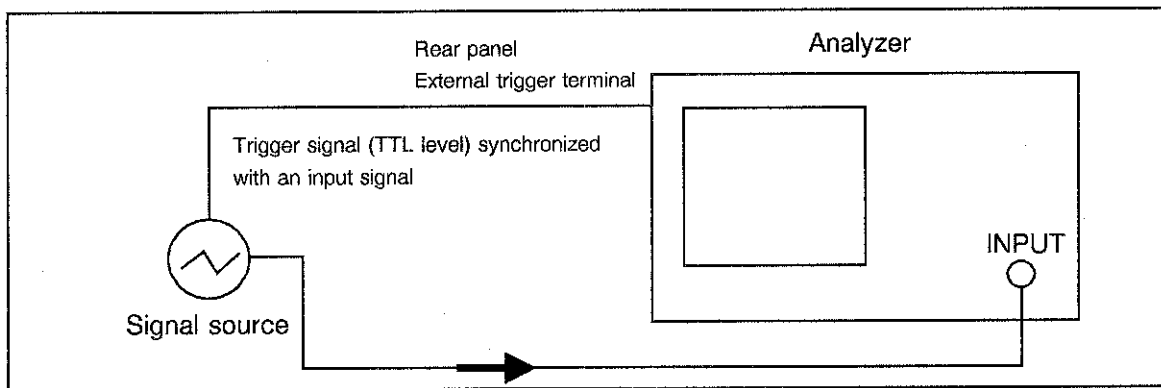 Rear panel
External trigger terminal
Analyzer
Trigger signal (TTL level) synchronized
with an input signal
INPUT
Signal source